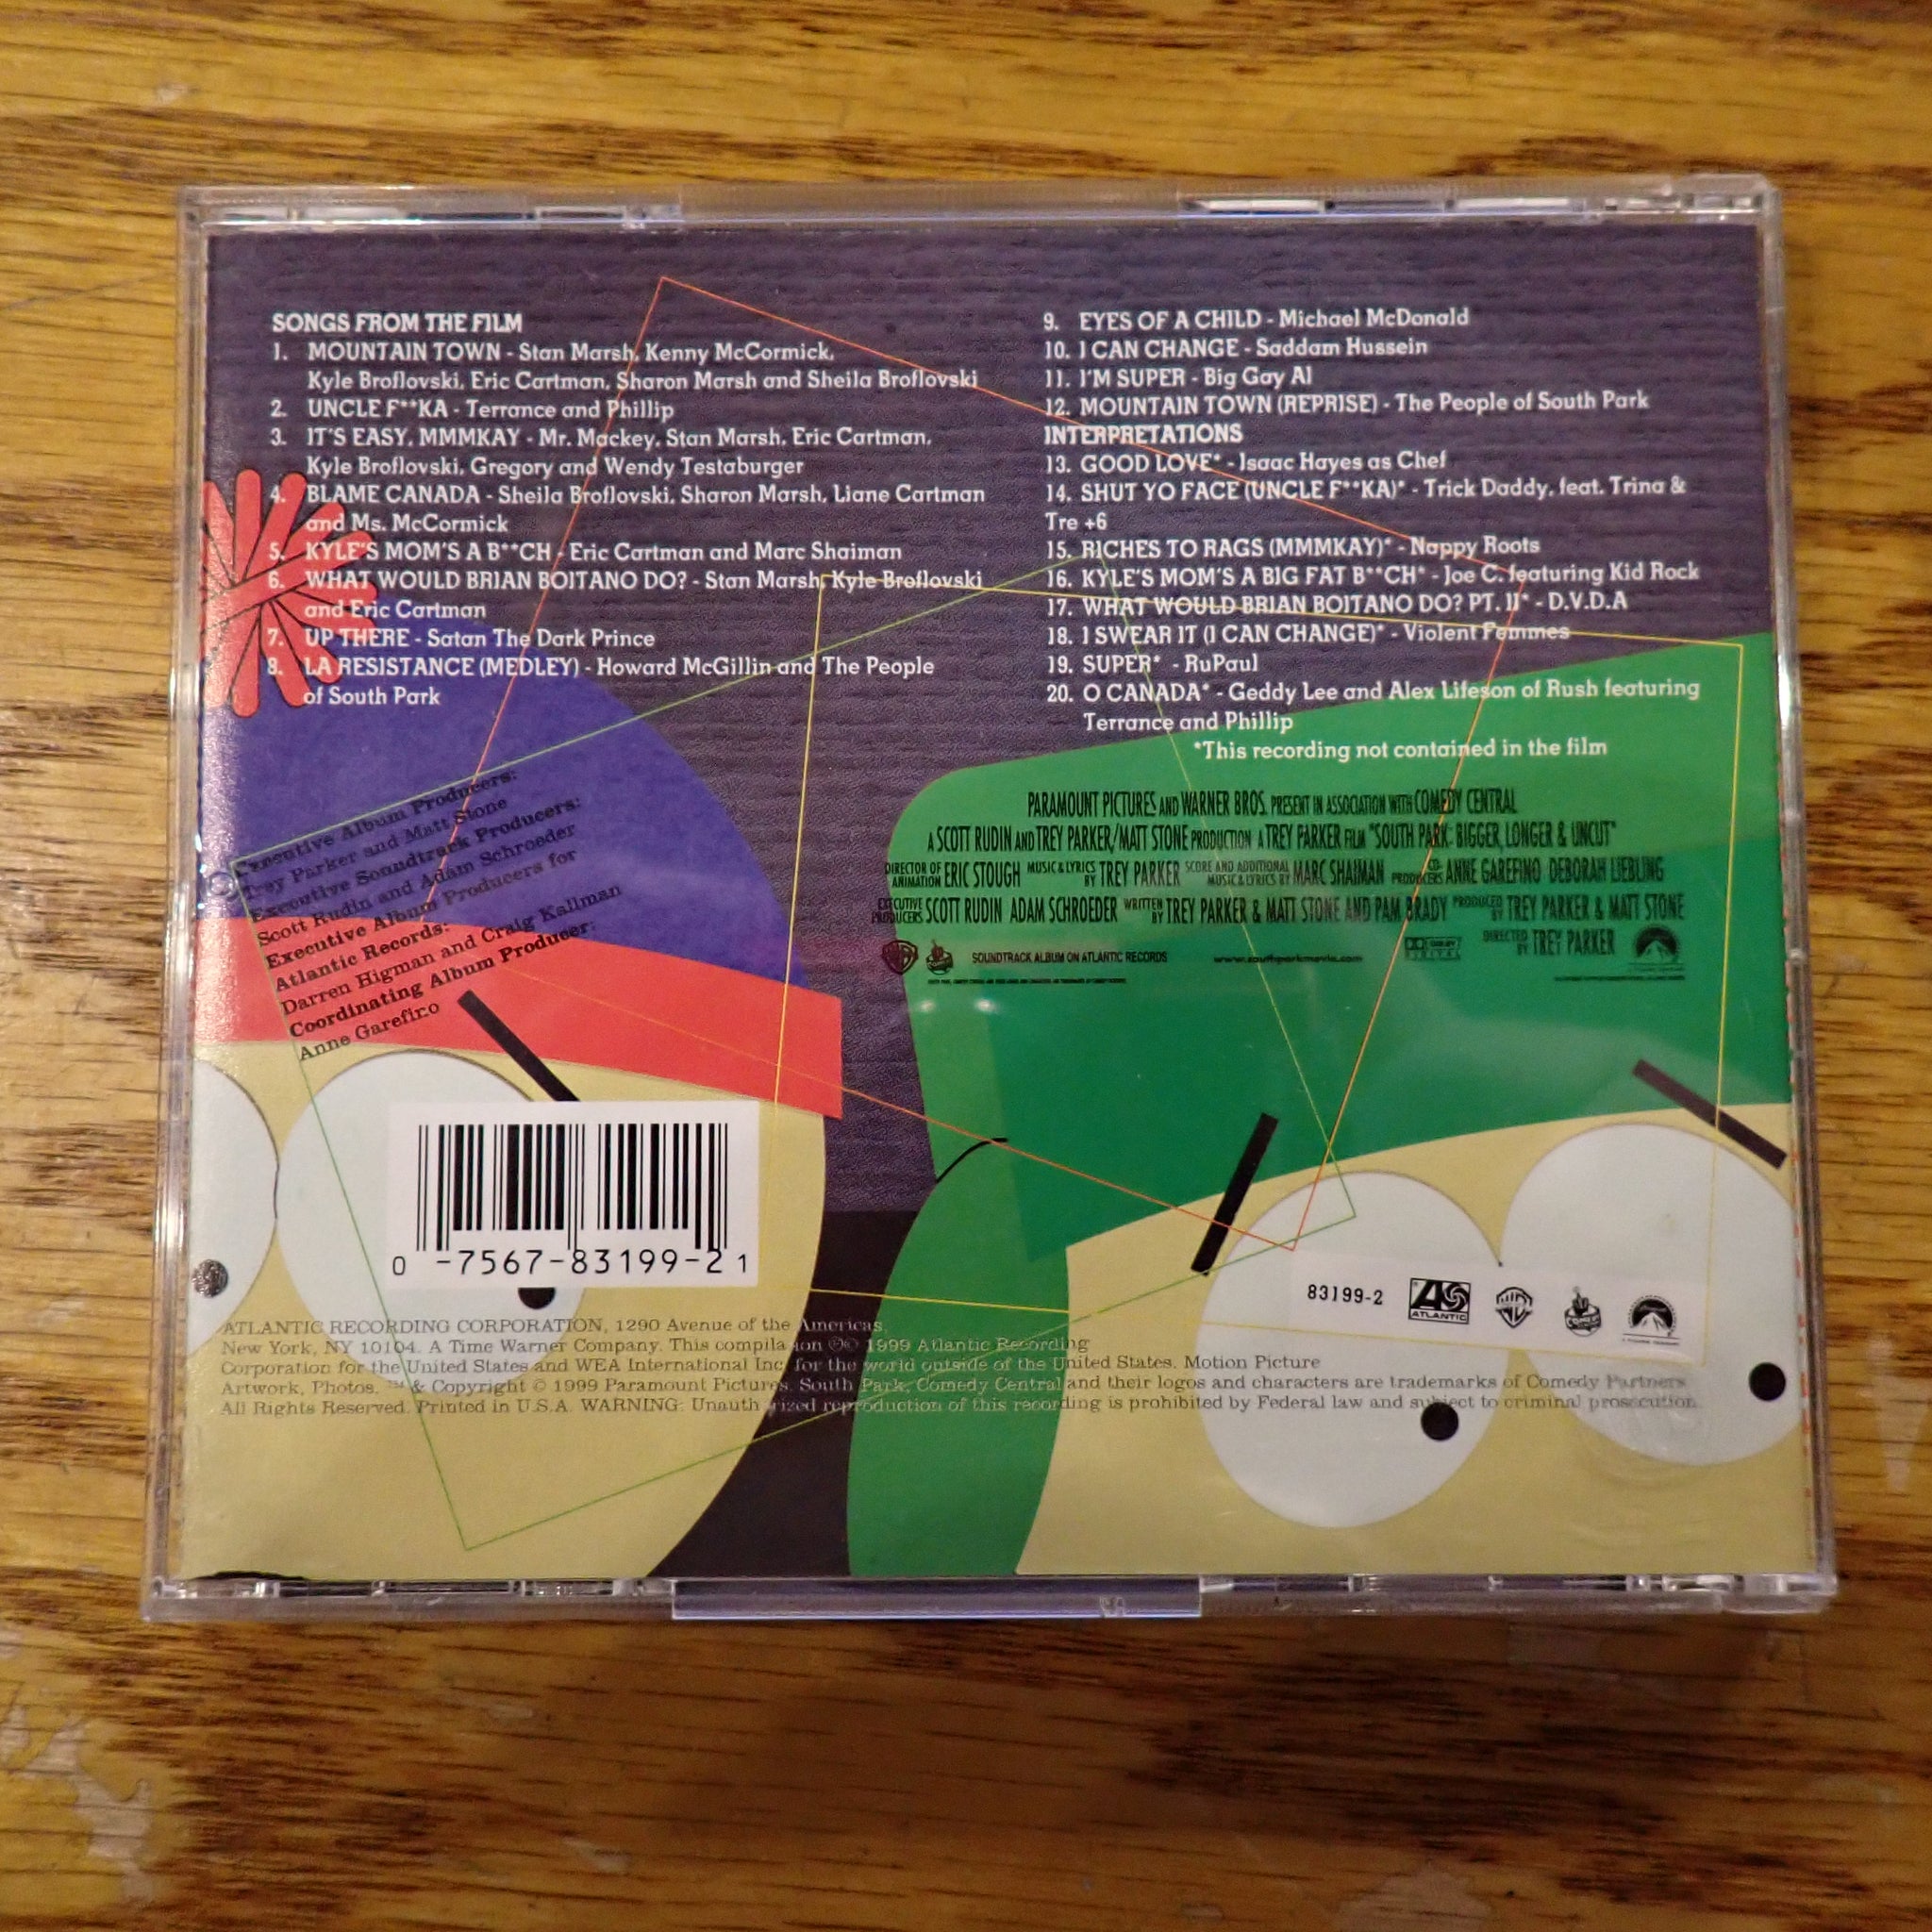 SONGS FROM THE FILM
1. MOUNTAIN TOWN - Stan Marsh, Kenny McCormick,
Kyle Broflovski, Eric Cartman, Sharon Marsh and Sheila Broflovski
2. UNCLE F**KA - Terrance and Phillip
3. IT'S EASY, MMMKAY - Mr. Mackey, Stan Marsh, Eric Cartman,
Kyle Broflovski, Gregory and Wendy Testaburger
4. BLAME CANADA - Sheila Broflovski, Sharon Marsh, Liane Cartman
and Ms. McCormick
5. KYLE'S MOM'S A B**CH - Eric Cartman and Marc Shaiman
6. WHAT WOULD BRIAN BOITANO DO? - Stan Marsh, Kyle Broflovski
and Eric Cartman
7. UP THERE - Satan The Dark Prince
8. LA RESISTANCE (MEDLEY) - Howard McGillin and The People
of South Park
9. EYES OF A CHILD - Michael McDonald
10. I CAN CHANGE - Saddam Hussein
11. I'M SUPER - Big Gay Al
12. MOUNTAIN TOWN (REPRISE) - The People of South Park
INTERPRETATIONS
13. GOOD LOVE* - Isaac Hayes as Chef
14. SHUT YO FACE (UNCLE F**KA)* - Trick Daddy, feat. Trina &
Tre +6
15. RICHES TO RAGS (MMMKAY)* - Nappy Roots
16. KYLE'S MOM'S A BIG FAT B**CH* - Joe C. featuring Kid Rock
17. WHAT WOULD BRIAN BOITANO DO? PT. II* - D.V.D.A
18. I SWEAR IT (I CAN CHANGE)* - Violent Femmes
19. SUPER* - RuPaul
20. O CANADA* - Geddy Lee and Alex Lifeson of Rush featuring
Terrance and Phillip
*This recording not contained in the film
Executive Album Producers:
Trey Parker and Matt Stone
Executive Soundtrack Producers:
Scott Rudin and Adam Schroeder
Executive Album Producers for
Atlantic Records:
Darren Higman and Craig Kallman
Coordinating Album Producer:
Anne Garefino
PARAMOUNT PICTURES AND WARNER BROS. PRESENT IN ASSOCIATION WITH COMEDY CENTRAL
A SCOTT RUDIN AND TREY PARKER/MATT STONE PRODUCTION A TREY PARKER FILM "SOUTH PARK: BIGGER, LONGER & UNCUT"
DIRECTOR OF ANIMATION ERIC STOUGH MUSIC & LYRICS BY TREY PARKER SCORE AND ADDITIONAL MUSIC & LYRICS BY MARC SHAIMAN CO-PRODUCERS ANNE GAREFINO DEBORAH LIEBLING
EXECUTIVE PRODUCERS SCOTT RUDIN ADAM SCHROEDER WRITTEN BY TREY PARKER & MATT STONE AND PAM BRADY PRODUCED BY TREY PARKER & MATT STONE
DIRECTED BY TREY PARKER
SOUNDTRACK ALBUM ON ATLANTIC RECORDS www.southparkmovie.com DOLBY DIGITAL
0 -7567-83199-2 1
83199-2 ATLANTIC
ATLANTIC RECORDING CORPORATION, 1290 Avenue of the Americas,
New York, NY 10104. A Time Warner Company. This compilation ℗© 1999 Atlantic Recording
Corporation for the United States and WEA International Inc. for the world outside of the United States. Motion Picture
Artwork, Photos, ™ & Copyright © 1999 Paramount Pictures. South Park, Comedy Central and their logos and characters are trademarks of Comedy Partners
All Rights Reserved. Printed in U.S.A. WARNING: Unauthorized reproduction of this recording is prohibited by Federal law and subject to criminal prosecution.